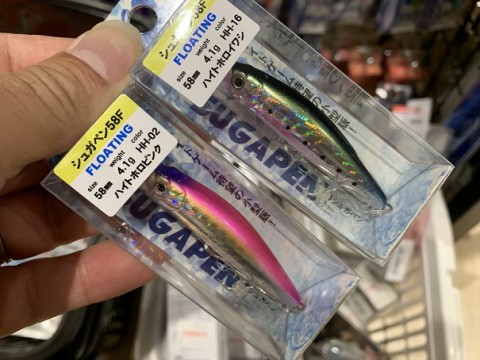 シュガペン58F
FLOATING
size weight color
58mm 4.1g HH-16
ハイトホロイワシ
SUGAPEN
シュガペン58F
FLOATING
size weight color
58mm 4.1g HH-02
ハイトホロピンク
SUGAPEN